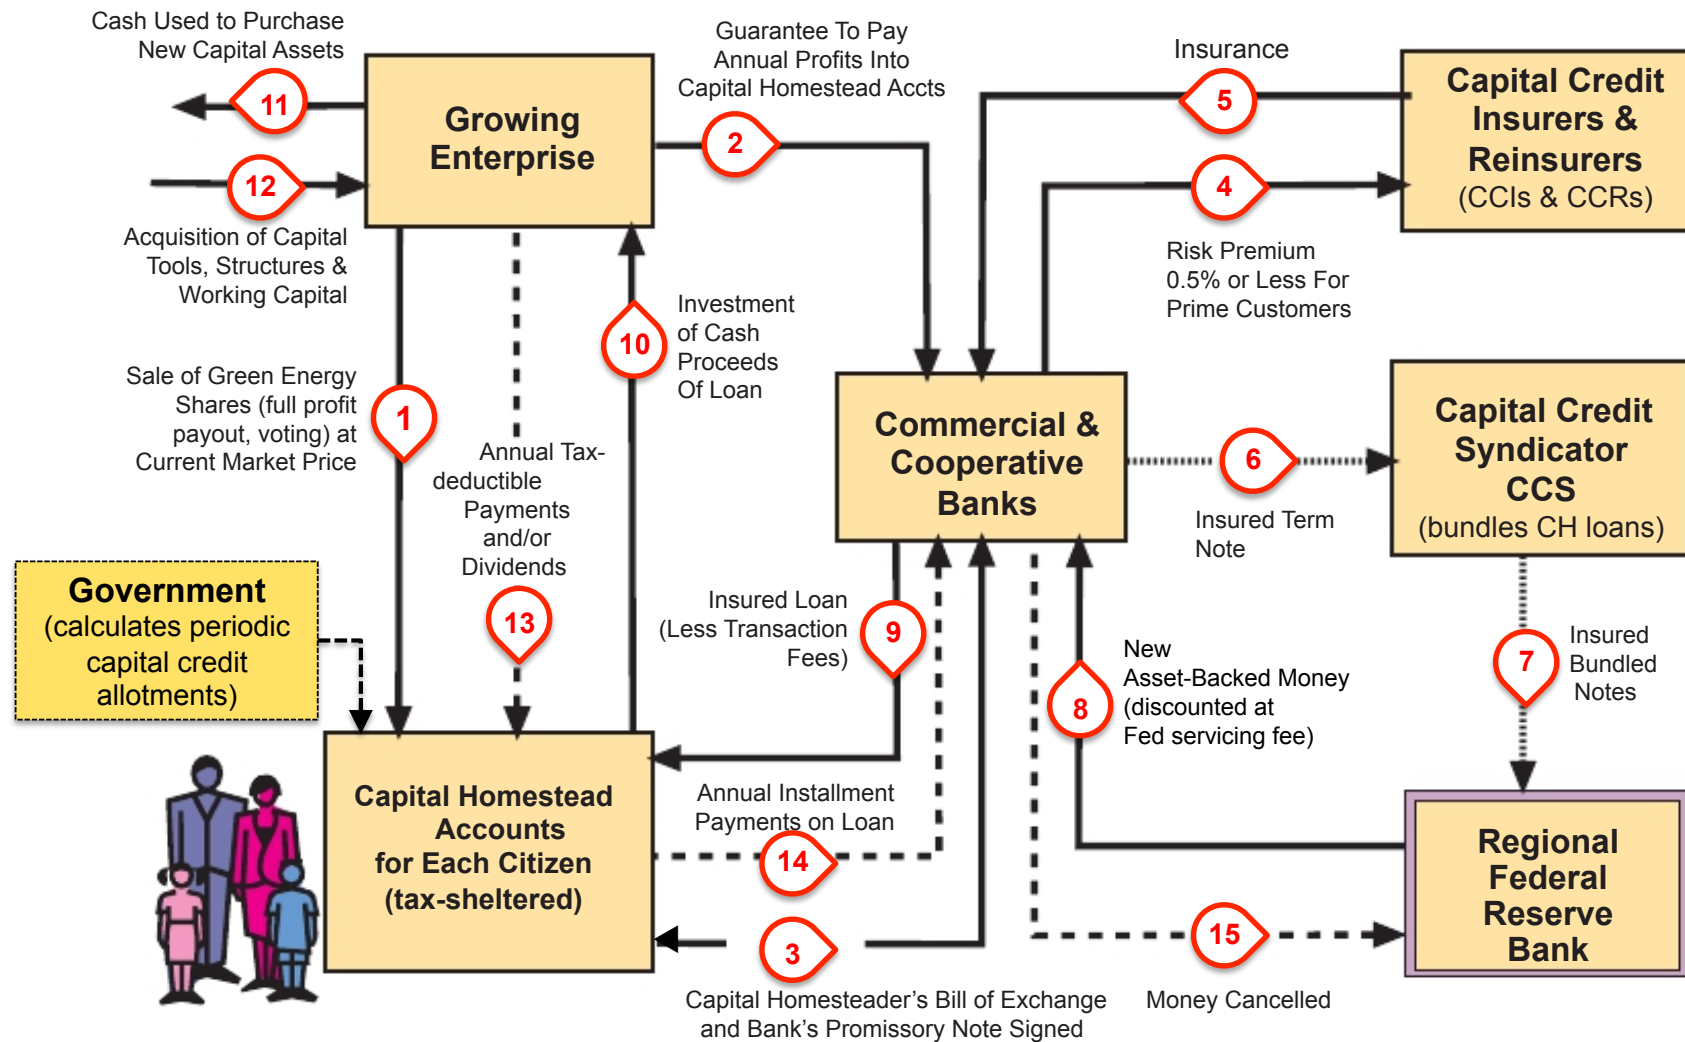 Cash Used to Purchase
New Capital Assets
11
12
Acquisition of Capital
Tools, Structures &
Working Capital
Growing
Enterprise
Guarantee To Pay
Annual Profits Into
Capital Homestead Accts
2
Insurance
5
4
Risk Premium
0.5% or Less For
Prime Customers
Capital Credit
Insurers &
Reinsurers
(CCIs & CCRs)
Sale of Green Energy
Shares (full profit
payout, voting) at
Current Market Price
1
Annual Tax-
deductible
Payments
and/or
Dividends
13
10
Investment
of Cash
Proceeds
Of Loan
Commercial &
Cooperative
Banks
6
Insured Term
Note
Capital Credit
Syndicator
CCS
(bundles CH loans)
Government
(calculates periodic
capital credit
allotments)
Insured Loan
(Less Transaction
Fees)
9
8
New
Asset-Backed Money
(discounted at
Fed servicing fee)
7
Insured
Bundled
Notes
Capital Homestead
Accounts
for Each Citizen
(tax-sheltered)
Annual Installment
Payments on Loan
14
3
Capital Homesteader’s Bill of Exchange
and Bank’s Promissory Note Signed
15
Money Cancelled
Regional
Federal
Reserve
Bank